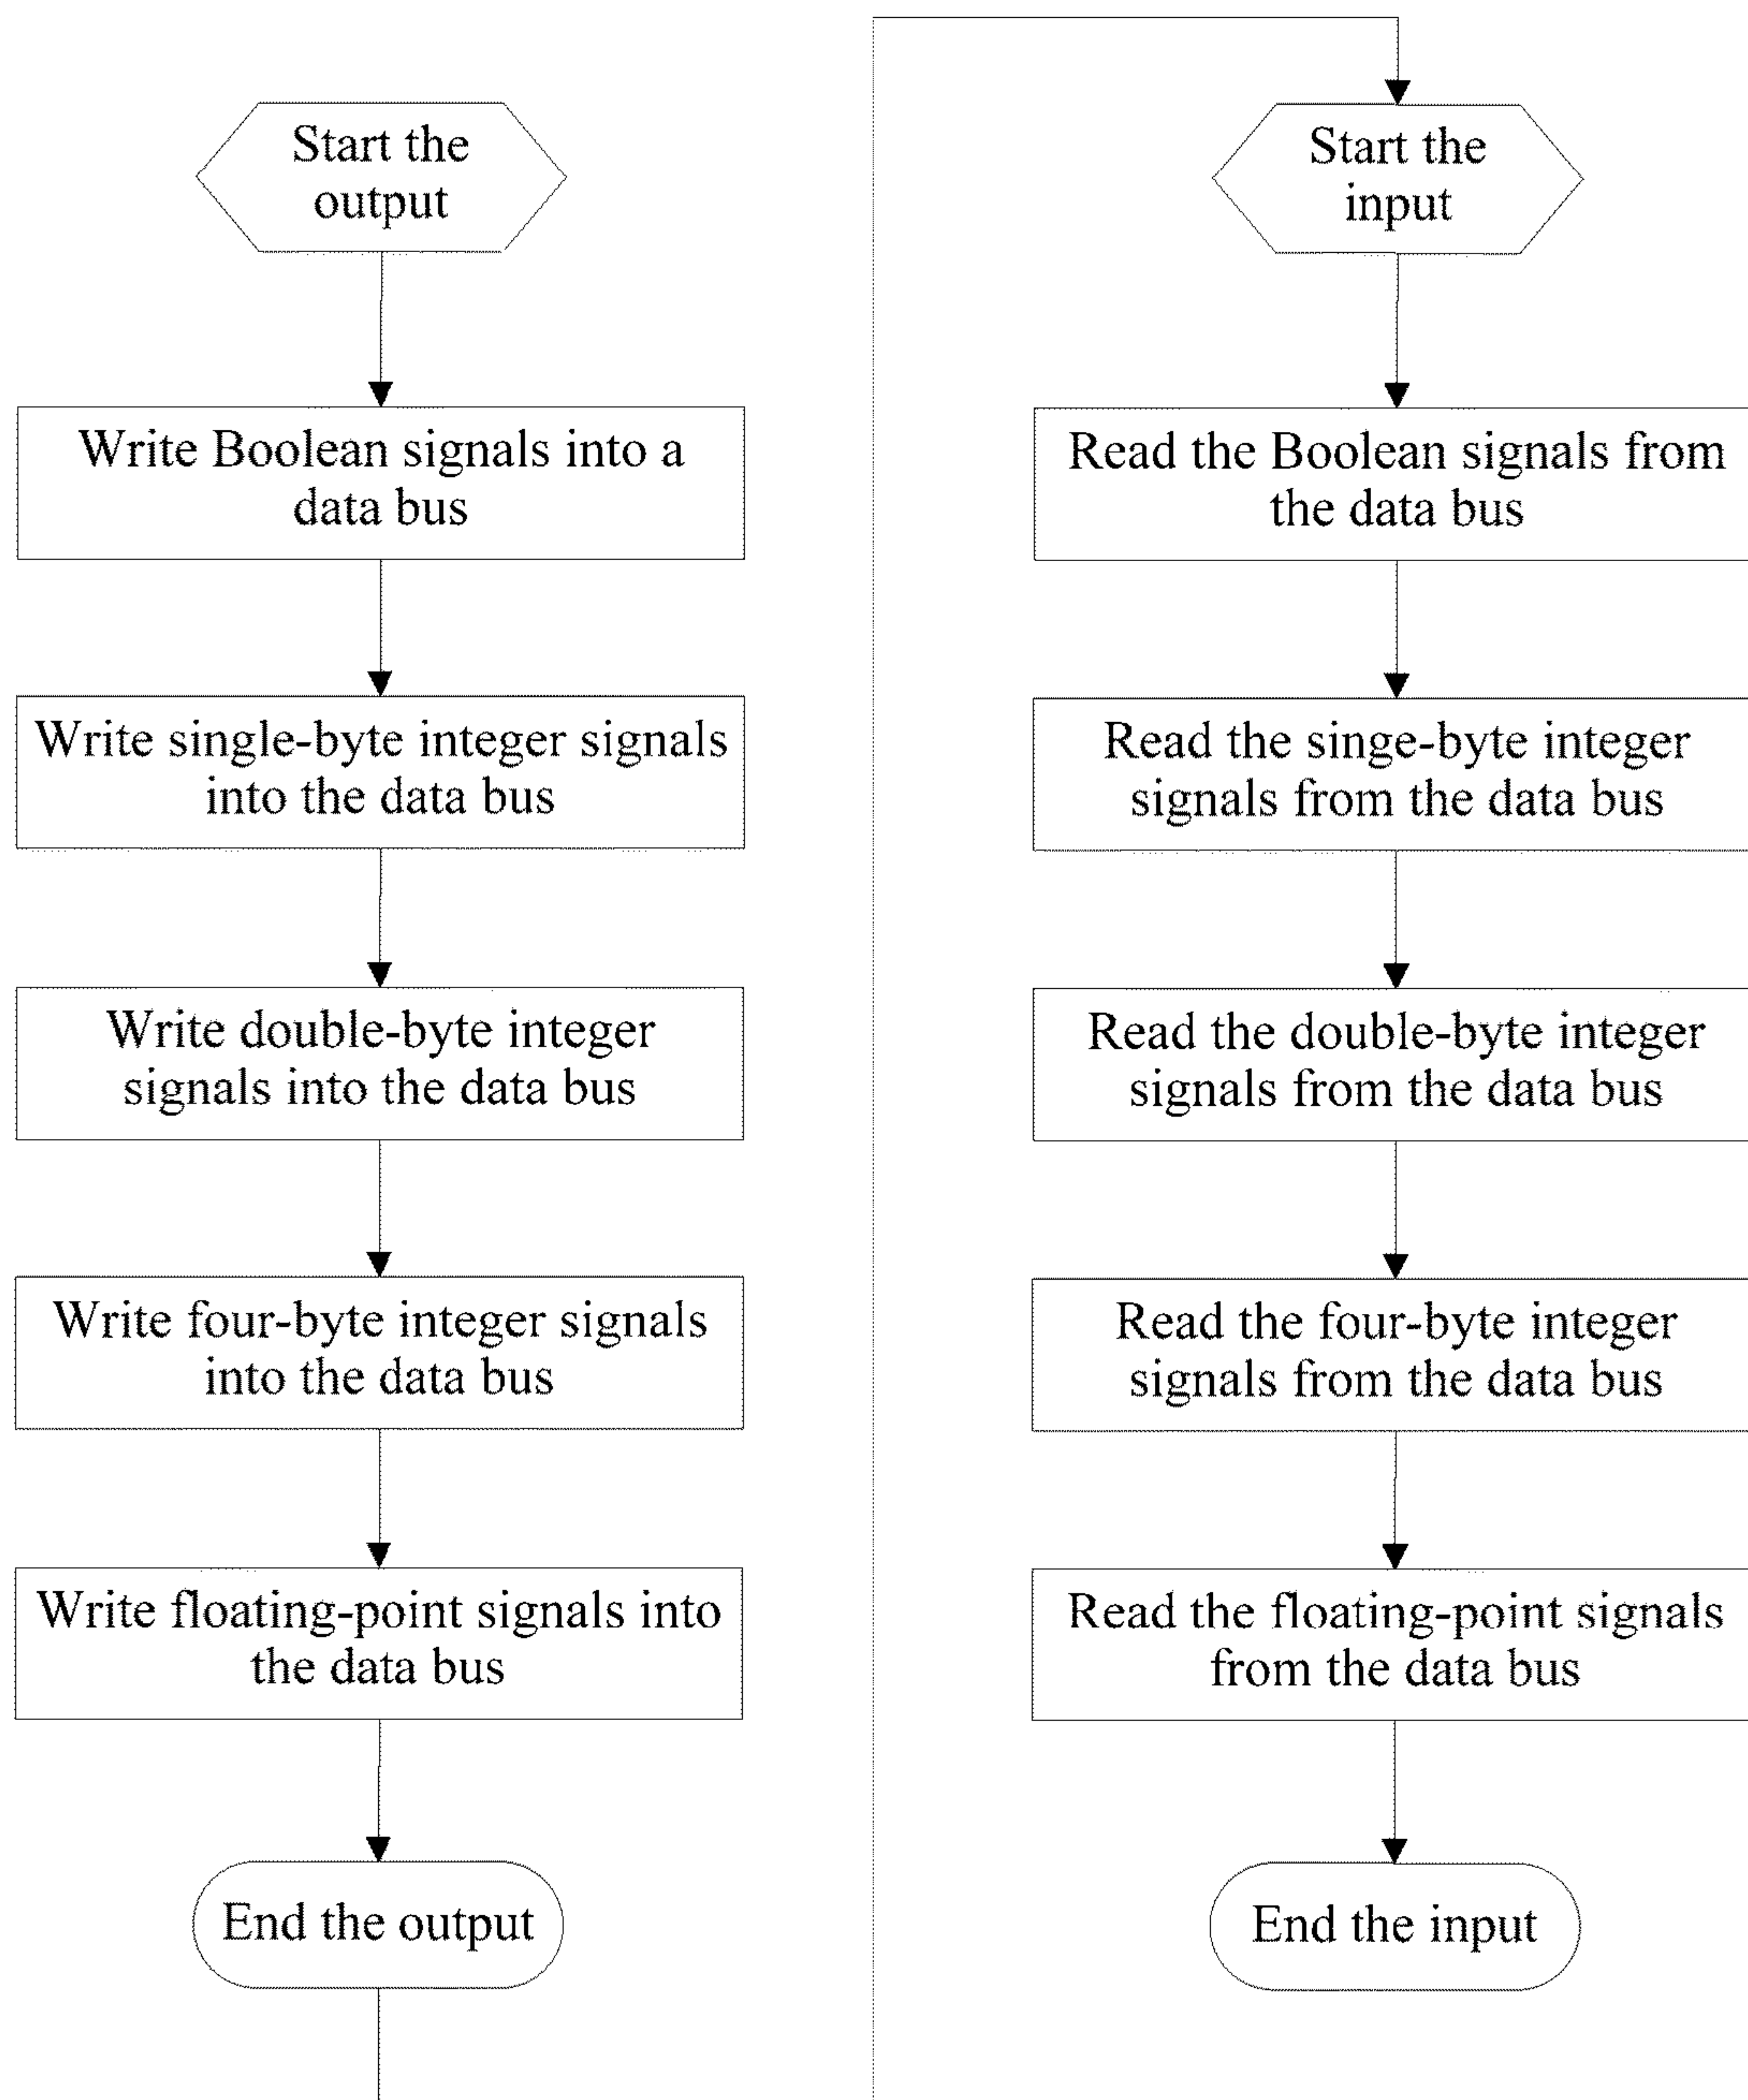 Start the
output
Write Boolean signals into a
data bus
Write single-byte integer signals
into the data bus
Write double-byte integer
signals into the data bus
Write four-byte integer signals
into the data bus
Write floating-point signals into
the data bus
End the output
Start the
input
Read the Boolean signals from
the data bus
Read the singe-byte integer
signals from the data bus
Read the double-byte integer
signals from the data bus
Read the four-byte integer
signals from the data bus
Read the floating-point signals
from the data bus
End the input